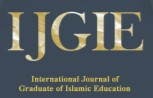 IJGIE
International Journal of
Graduate of Islamic Education